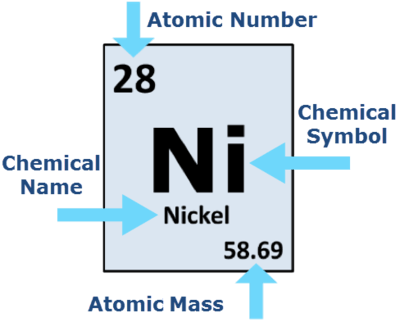 Atomic Number
28
Chemical
Symbol
Ni
Chemical
Name
Nickel
58.69
Atomic Mass